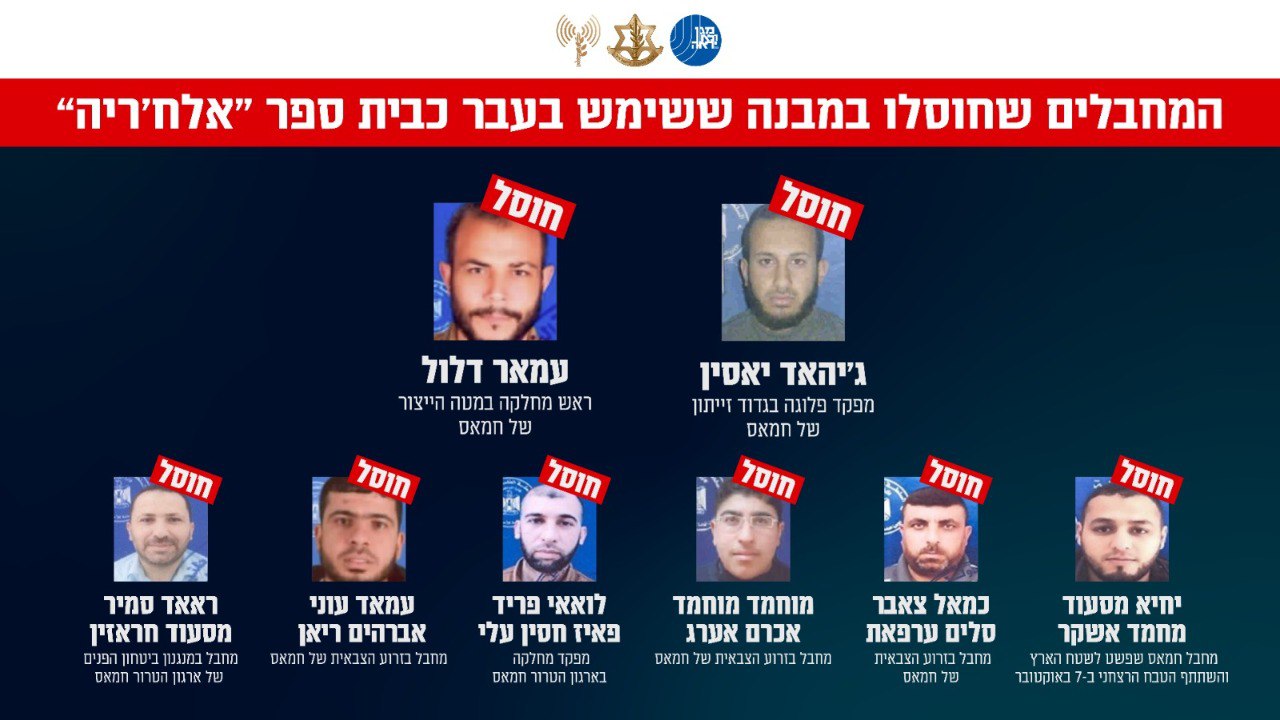 המחבלים שחוסלו במבנה ששימש בעבר כבית ספר "אלח'ריה"
חוסל
ג'יהאד יאסין
מפקד פלוגה בגדוד זייתון
של חמאס
חוסל
עמאר דלול
ראש מחלקה במטה הייצור
של חמאס
חוסל
יחיא מסעוד
מחמד אשקר
מחבל חמאס שפשט לשטח הארץ
והשתתף הטבח הרצחני ב-7 באוקטובר
חוסל
כמאל צאבר
סלים ערפאת
מחבל בזרוע הצבאית
של חמאס
חוסל
מוחמד מוחמד
אכרם אערג
מחבל בזרוע הצבאית של חמאס
חוסל
לואאי פריד
פאיז חסין עלי
מפקד מחלקה
בארגון הטרור חמאס
חוסל
עמאד עוני
אברהים ריאן
מחבל בזרוע הצבאית של חמאס
חוסל
ראאד סמיר
מסעוד חראזין
מחבל במנגנון ביטחון הפנים
של ארגון הטרור חמאס